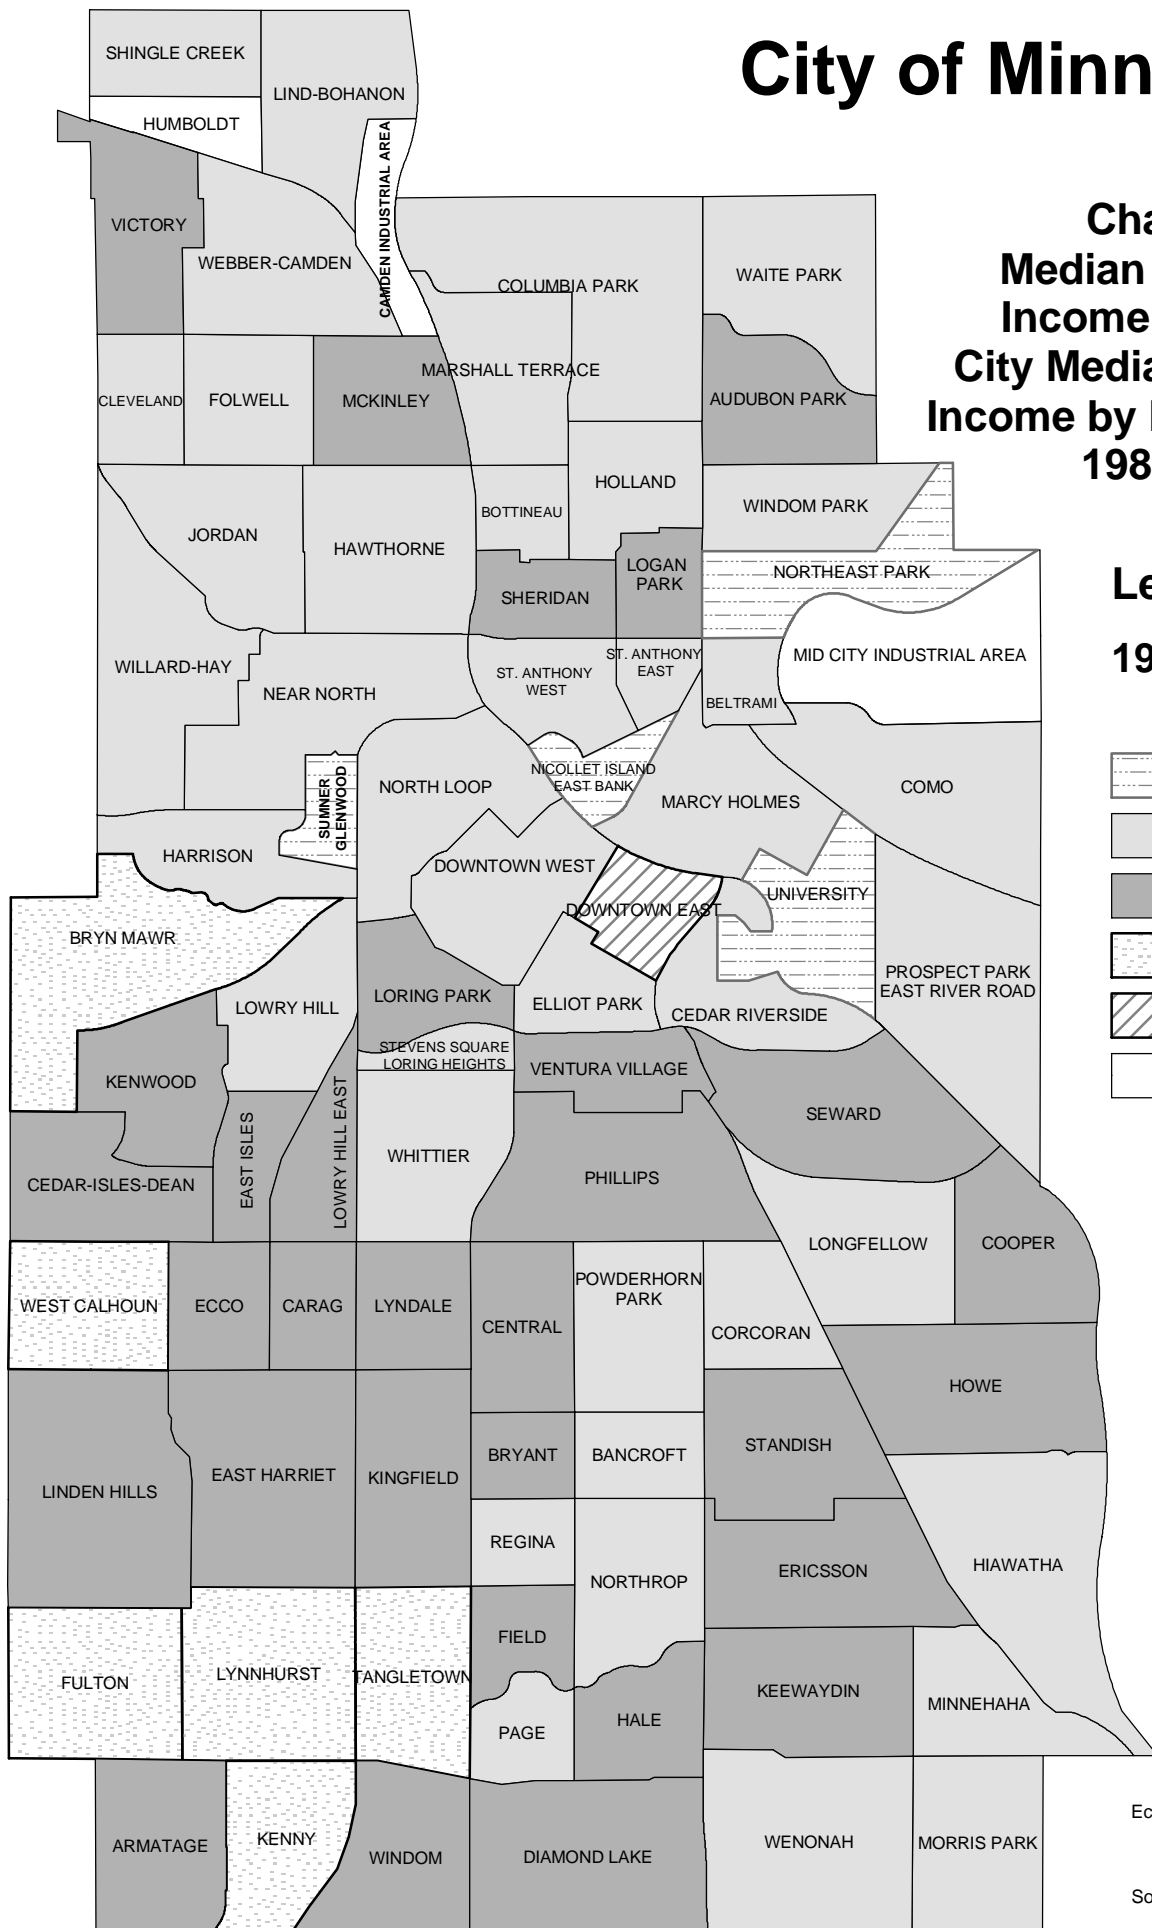 City of Minn
Cha
Median
Income
City Media
Income by
198
Le
19
SHINGLE CREEK
LIND-BOHANON
HUMBOLDT
CAMDEN INDUSTRIAL AREA
VICTORY
WEBBER-CAMDEN
COLUMBIA PARK
WAITE PARK
MARSHALL TERRACE
CLEVELAND
FOLWELL
MCKINLEY
AUDUBON PARK
HOLLAND
WINDOM PARK
BOTTINEAU
JORDAN
HAWTHORNE
LOGAN
PARK
NORTHEAST PARK
SHERIDAN
WILLARD-HAY
NEAR NORTH
ST. ANTHONY
WEST
ST. ANTHONY
EAST
MID CITY INDUSTRIAL AREA
BELTRAMI
NICOLLET ISLAND
EAST BANK
SUMNER
GLENWOOD
NORTH LOOP
MARCY HOLMES
COMO
HARRISON
DOWNTOWN WEST
UNIVERSITY
DOWNTOWN EAST
BRYN MAWR
PROSPECT PARK
EAST RIVER ROAD
LOWRY HILL
LORING PARK
ELLIOT PARK
CEDAR RIVERSIDE
STEVENS SQUARE
LORING HEIGHTS
VENTURA VILLAGE
KENWOOD
SEWARD
EAST ISLES
LOWRY HILL EAST
WHITTIER
PHILLIPS
CEDAR-ISLES-DEAN
LONGFELLOW
COOPER
WEST CALHOUN
ECCO
CARAG
LYNDALE
CENTRAL
POWDERHORN
PARK
CORCORAN
HOWE
LINDEN HILLS
EAST HARRIET
KINGFIELD
BRYANT
BANCROFT
STANDISH
REGINA
NORTHROP
ERICSSON
HIAWATHA
FIELD
FULTON
LYNNHURST
TANGLETOWN
KEEWAYDIN
MINNEHAHA
PAGE
HALE
ARMATAGE
KENNY
WINDOM
DIAMOND LAKE
WENONAH
MORRIS PARK
Ec
So